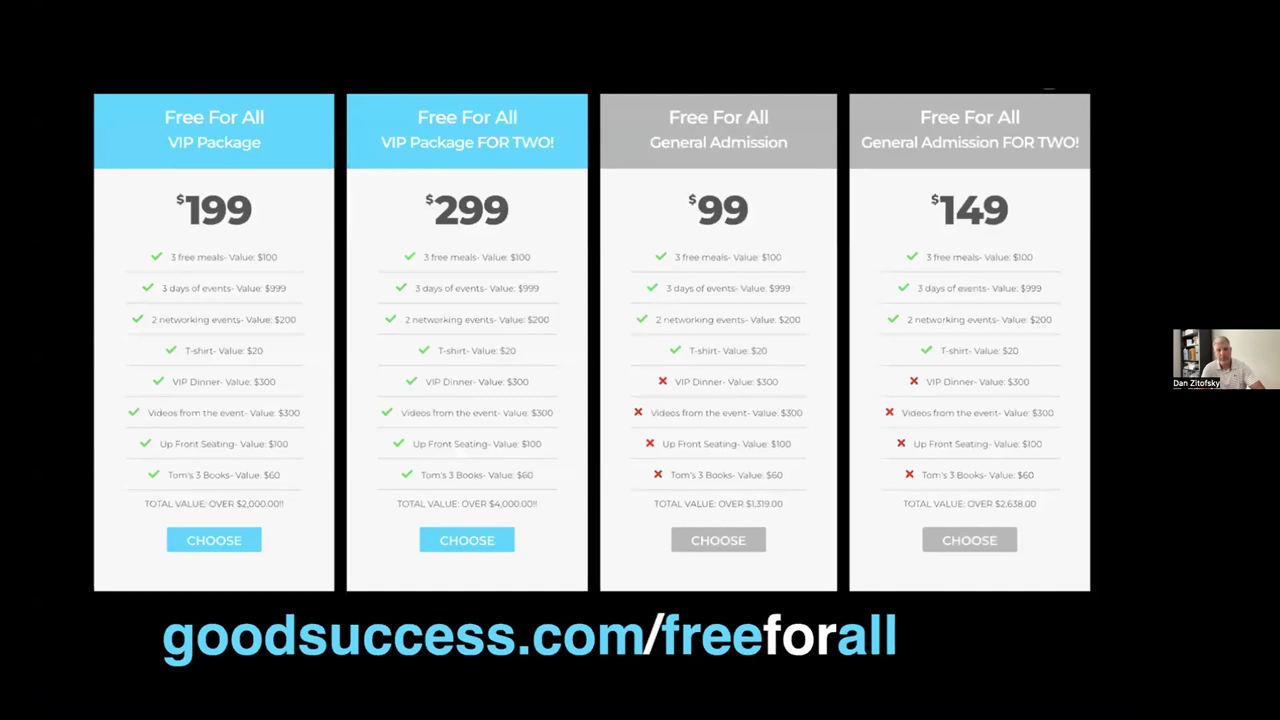 Free For All
VIP Package
$199
3 free meals- Value: $100
3 days of events- Value: $999
2 networking events- Value: $200
T-shirt- Value: $20
VIP Dinner- Value: $300
Videos from the event- Value: $300
Up Front Seating- Value: $100
Tom's 3 Books- Value: $60
TOTAL VALUE: OVER $2,000.00!!
CHOOSE
Free For All
VIP Package FOR TWO!
$299
3 free meals- Value: $100
3 days of events- Value: $999
2 networking events- Value: $200
T-shirt- Value: $20
VIP Dinner- Value: $300
Videos from the event- Value: $300
Up Front Seating- Value: $100
Tom's 3 Books- Value: $60
TOTAL VALUE: OVER $4,000.00!!
CHOOSE
Free For All
General Admission
$99
3 free meals- Value: $100
3 days of events- Value: $999
2 networking events- Value: $200
T-shirt- Value: $20
VIP Dinner- Value: $300
Videos from the event- Value: $300
Up Front Seating- Value: $100
Tom's 3 Books- Value: $60
TOTAL VALUE: OVER $1,319.00
CHOOSE
Free For All
General Admission FOR TWO!
$149
3 free meals- Value: $100
3 days of events- Value: $999
2 networking events- Value: $200
T-shirt- Value: $20
VIP Dinner- Value: $300
Videos from the event- Value: $300
Up Front Seating- Value: $100
Tom's 3 Books- Value: $60
TOTAL VALUE: OVER $2,638.00
CHOOSE
goodsuccess.com/freeforall
Dan Zitofsky